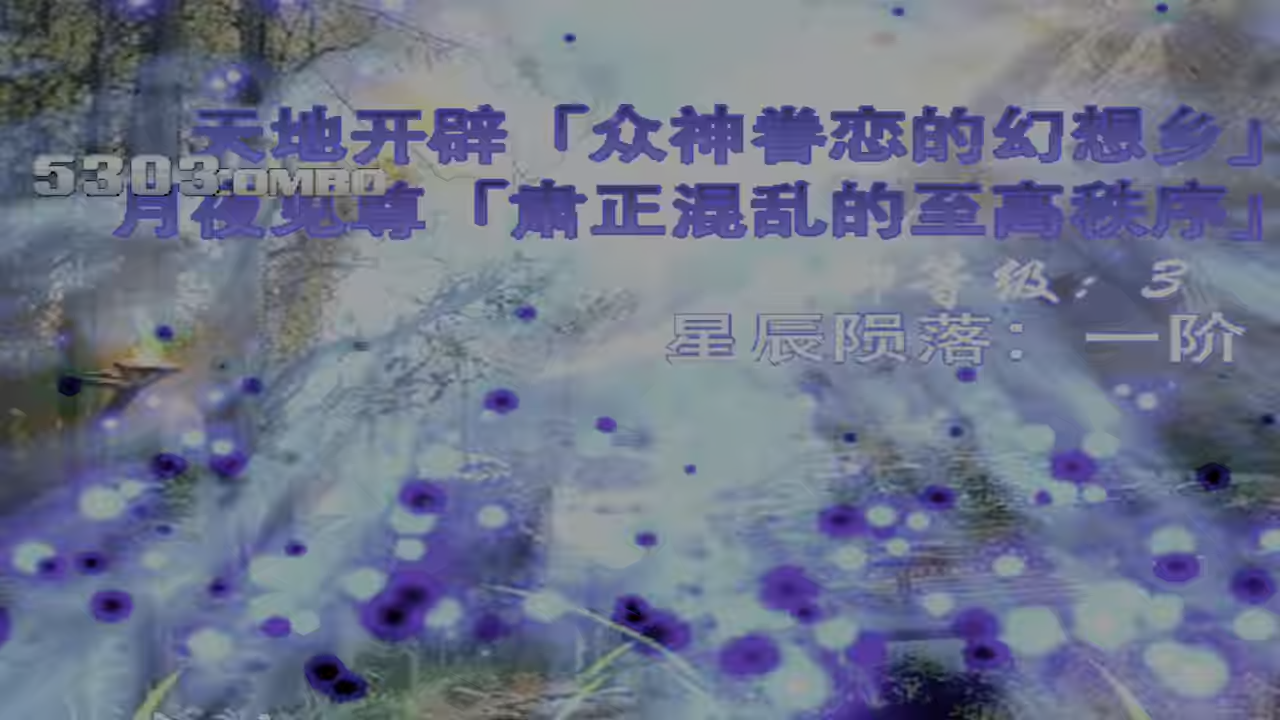 天地开辟「众神眷恋的幻想乡」
5303COMBO
月夜见尊「肃正混乱的至高秩序」
等级：3
星辰陨落：一阶